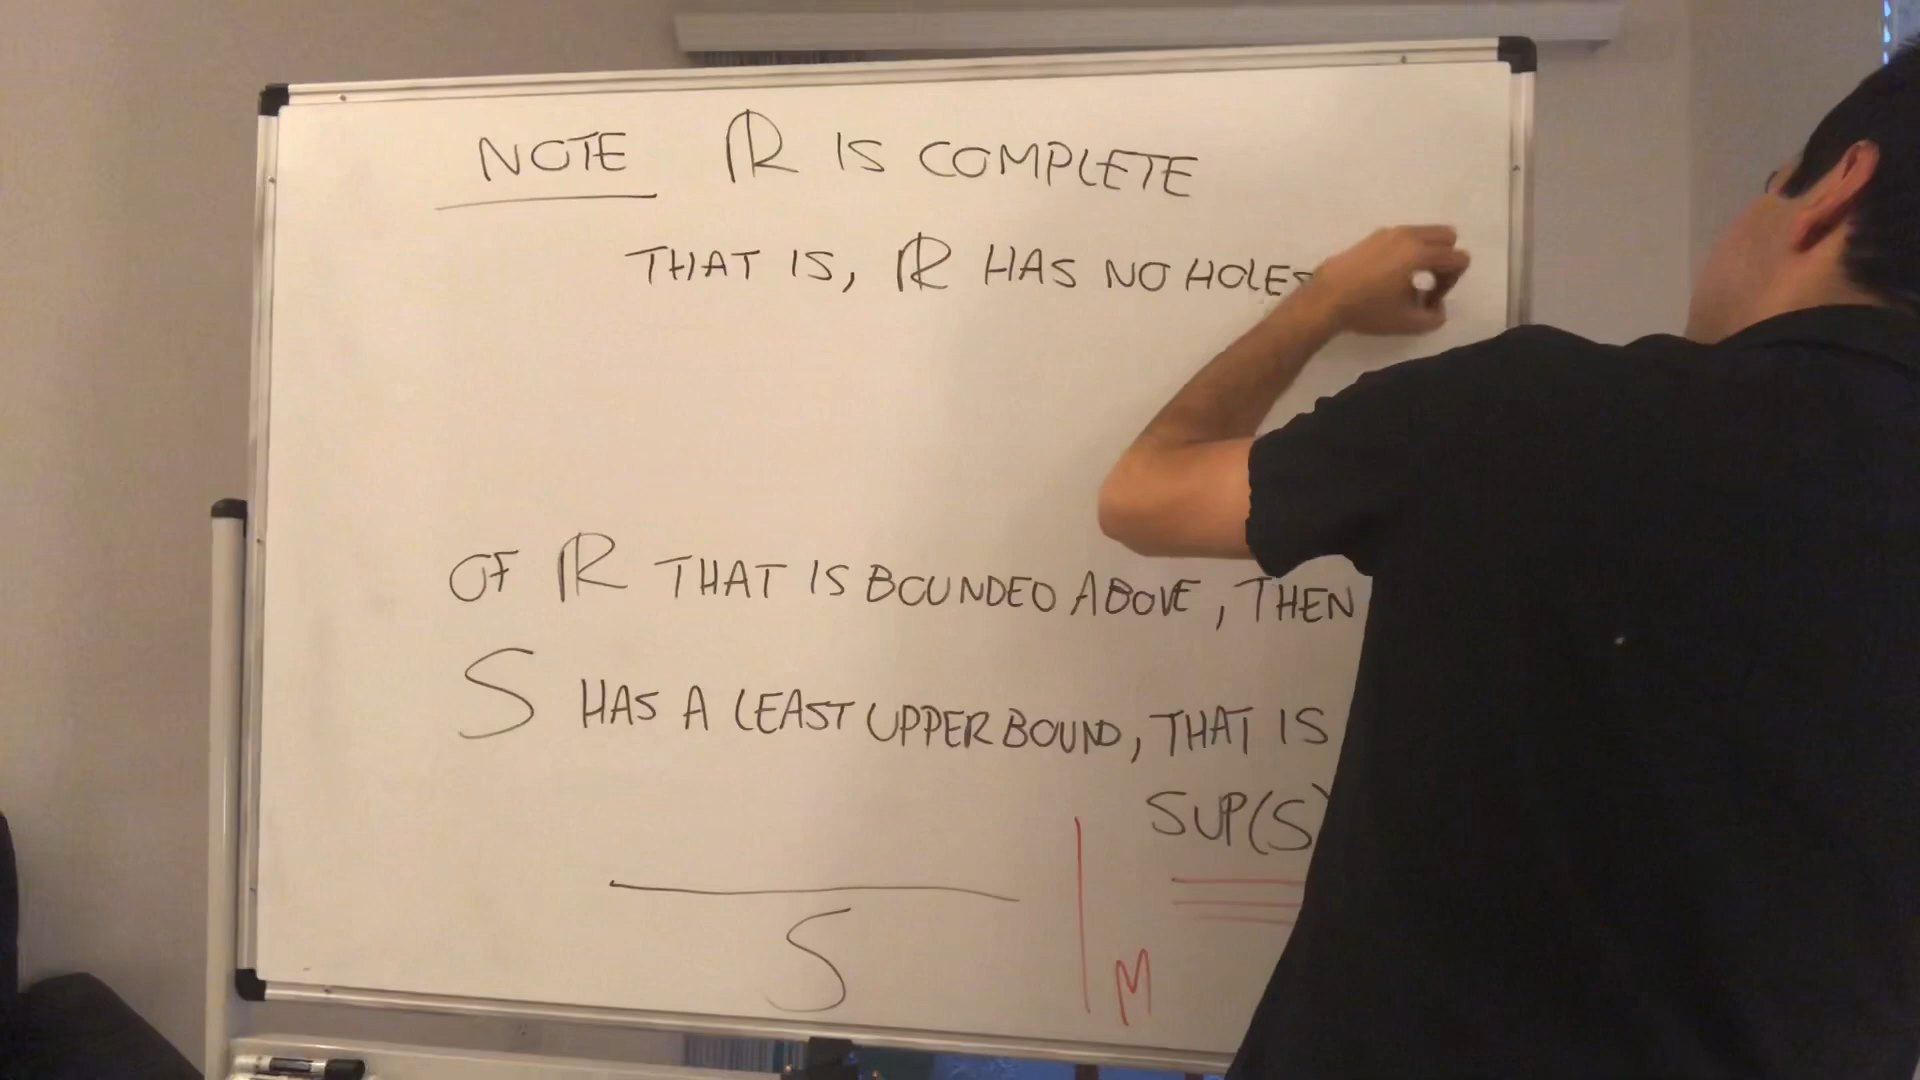 NOTE ℝ IS COMPLETE
THAT IS, ℝ HAS NO HOLES
OF ℝ THAT IS BOUNDED ABOVE, THEN
S HAS A LEAST UPPER BOUND, THAT IS
SUP(S)
S
M